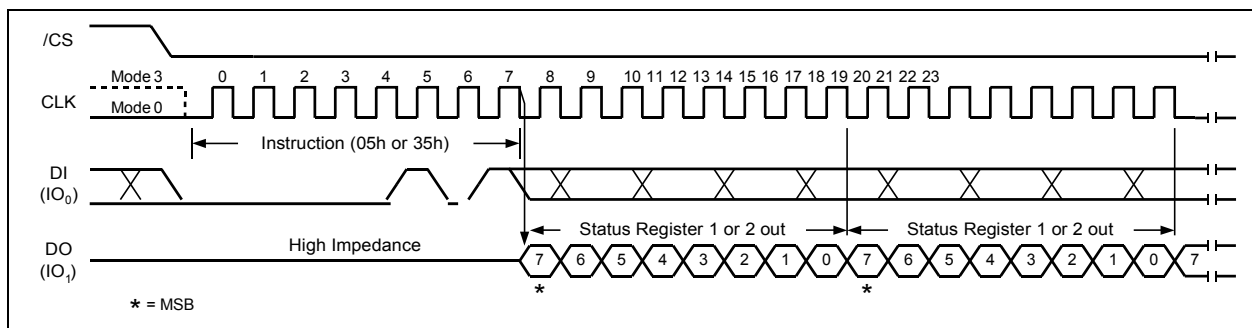 /CS
Mode 3 0 1 2 3 4 5 6 7 8 9 10 11 12 13 14 15 16 17 18 19 20 21 22 23
CLK Mode 0
Instruction (05h or 35h)
DI
(IO0)
Status Register 1 or 2 out Status Register 1 or 2 out
High Impedance
DO 7 6 5 4 3 2 1 0 7 6 5 4 3 2 1 0 7
(IO1)
* *
* = MSB